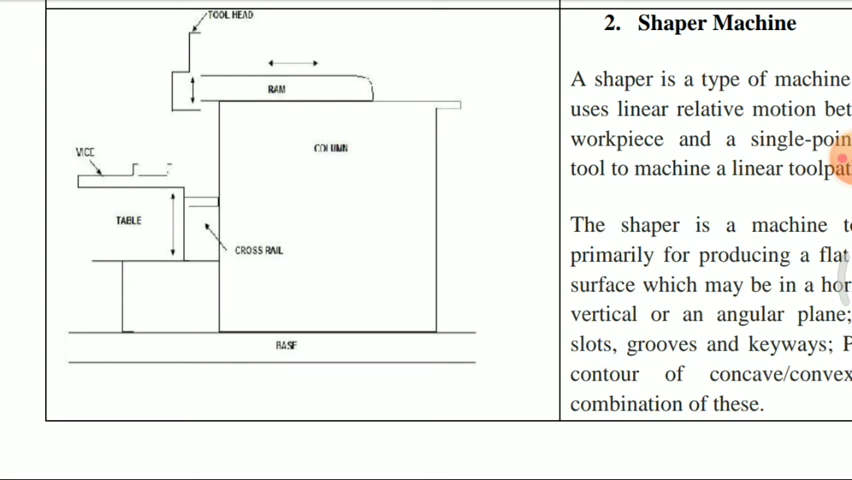 TOOL HEAD
RAM
COLUMN
VICE
TABLE
CROSS RAIL
BASE
2. Shaper Machine
A shaper is a type of machine
uses linear relative motion bet
workpiece and a single-poin
tool to machine a linear toolpat
The shaper is a machine to
primarily for producing a flat
surface which may be in a hor
vertical or an angular plane;
slots, grooves and keyways; P
contour of concave/convex
combination of these.